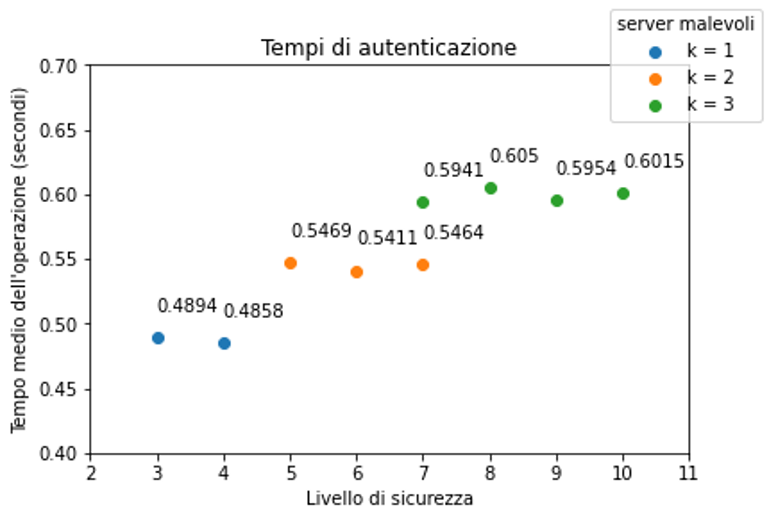 server malevoli
k = 1
k = 2
k = 3
Tempi di autenticazione
Tempo medio dell'operazione (secondi)
0.70
0.65
0.60
0.55
0.50
0.45
0.40
0.4894
0.4858
0.5469
0.5411
0.5464
0.5941
0.605
0.5954
0.6015
2 3 4 5 6 7 8 9 10 11
Livello di sicurezza